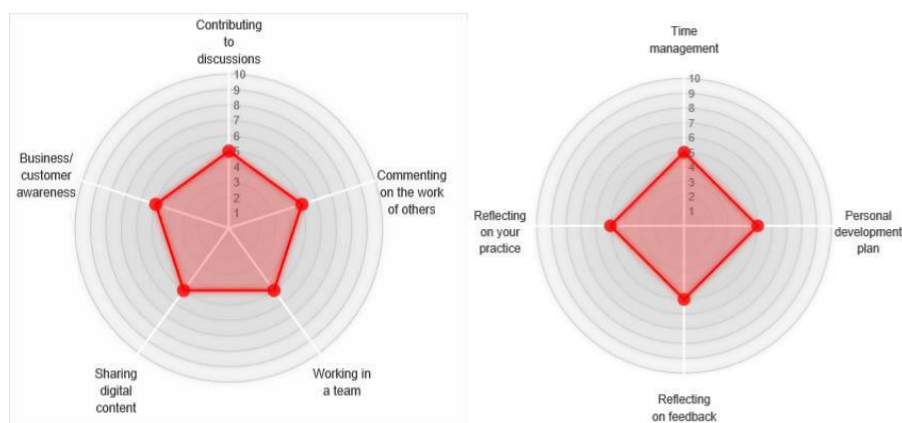 Contributing
to
discussions
10
9
8
7
6
5
4
3
2
1
Business/
customer
awareness
Commenting
on the work
of others
Sharing
digital
content
Working in
a team
Time
management
10
9
8
7
6
5
4
3
2
1
Reflecting
on your
practice
Personal
development
plan
Reflecting
on feedback